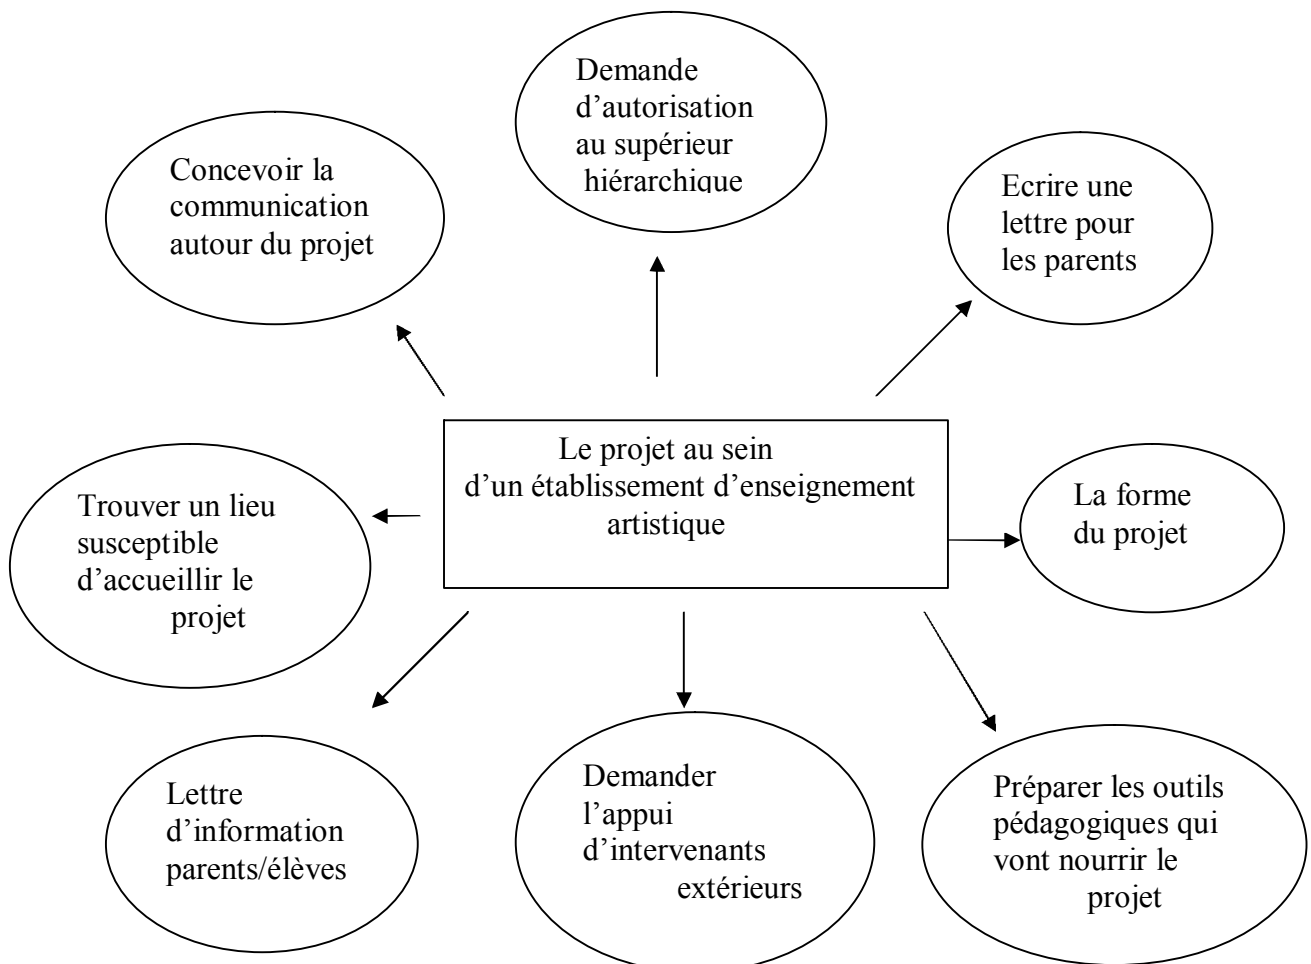 Demande
d’autorisation
au supérieur
hiérarchique
Concevoir la
communication
autour du projet
Ecrire une
lettre pour
les parents
Le projet au sein
d’un établissement d’enseignement
artistique
Trouver un lieu
susceptible
d’accueillir le
projet
La forme
du projet
Lettre
d’information
parents/élèves
Demander
l’appui
d’intervenants
extérieurs
Préparer les outils
pédagogiques qui
vont nourrir le
projet